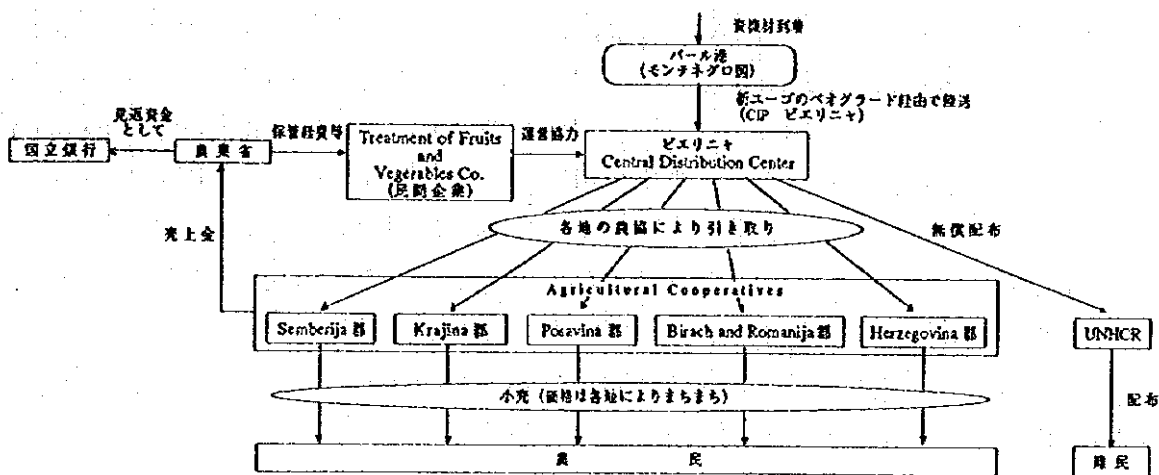 資機材到着
バール港
(モンテネグロ国)
新ユーゴのベオグラード経由で陸送
(CIP ビエリニャ)
見返資金
として
国立銀行
農業省
保管経費等
Treatment of Fruits
and
Vegerables Co.
(民間企業)
運営協力
ビエリニャ
Central Distribution Center
売上金
各地の農協により引き取り
無償配布
Agricultural Cooperatives
Semberija 郡
Krajina 郡
Posavina 郡
Birach and Romanija 郡
Herzegovina 郡
UNHCR
小売 (価格は各地によりまちまち)
配布
農 民
難民